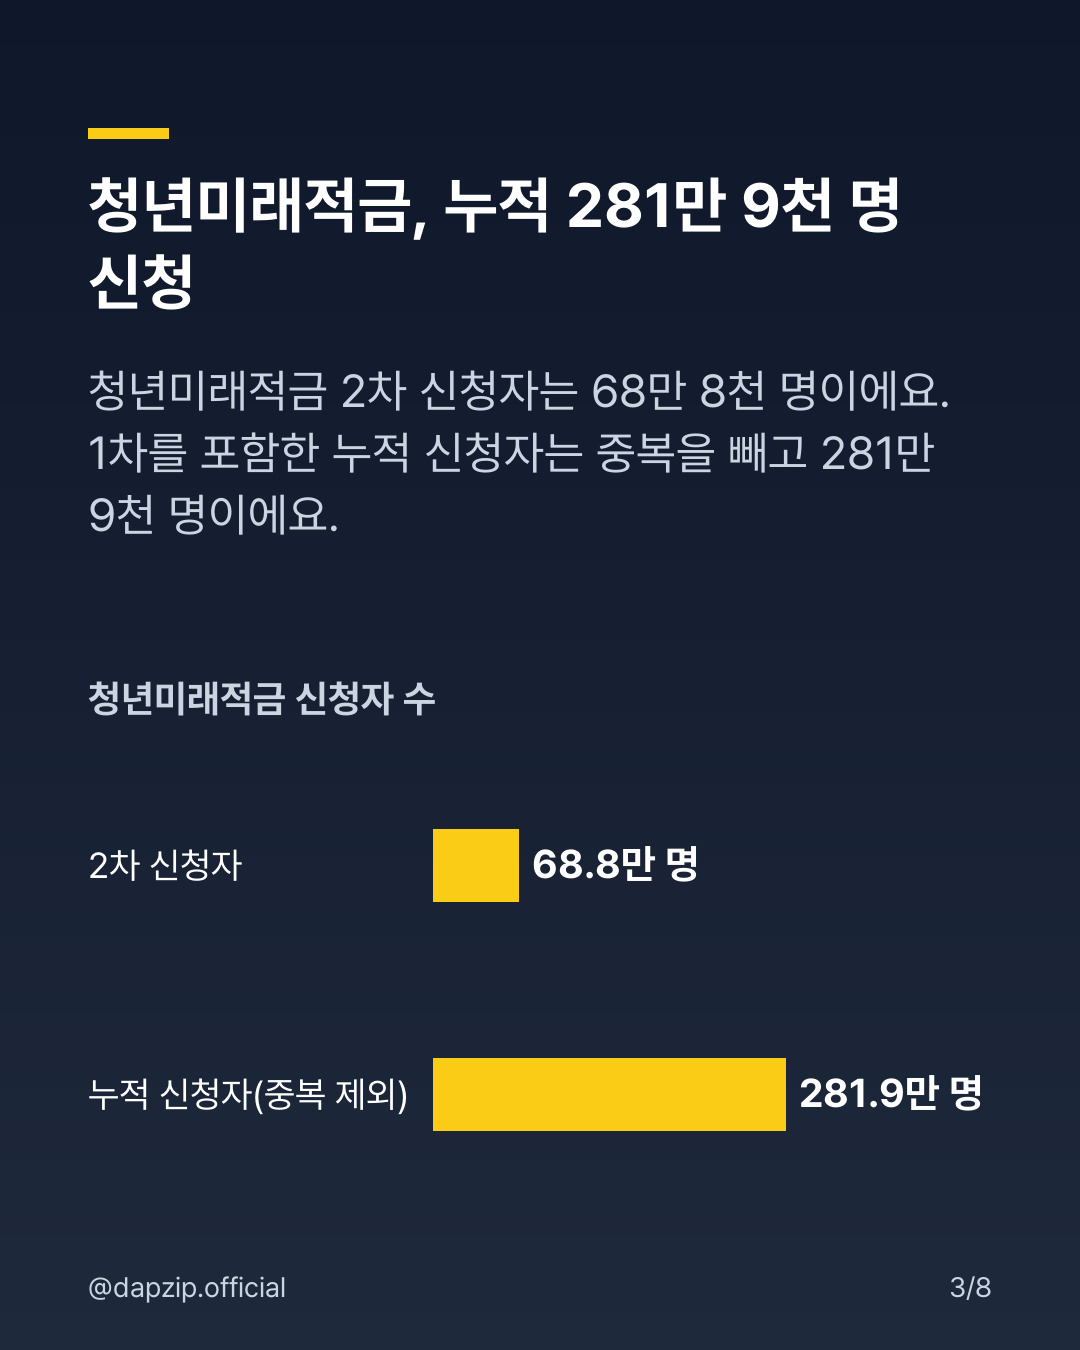 청년미래적금, 누적 281만 9천 명
신청
청년미래적금 2차 신청자는 68만 8천 명이에요.
1차를 포함한 누적 신청자는 중복을 빼고 281만
9천 명이에요.
청년미래적금 신청자 수
2차 신청자 68.8만 명
누적 신청자(중복 제외) 281.9만 명
@dapzip.official 3/8